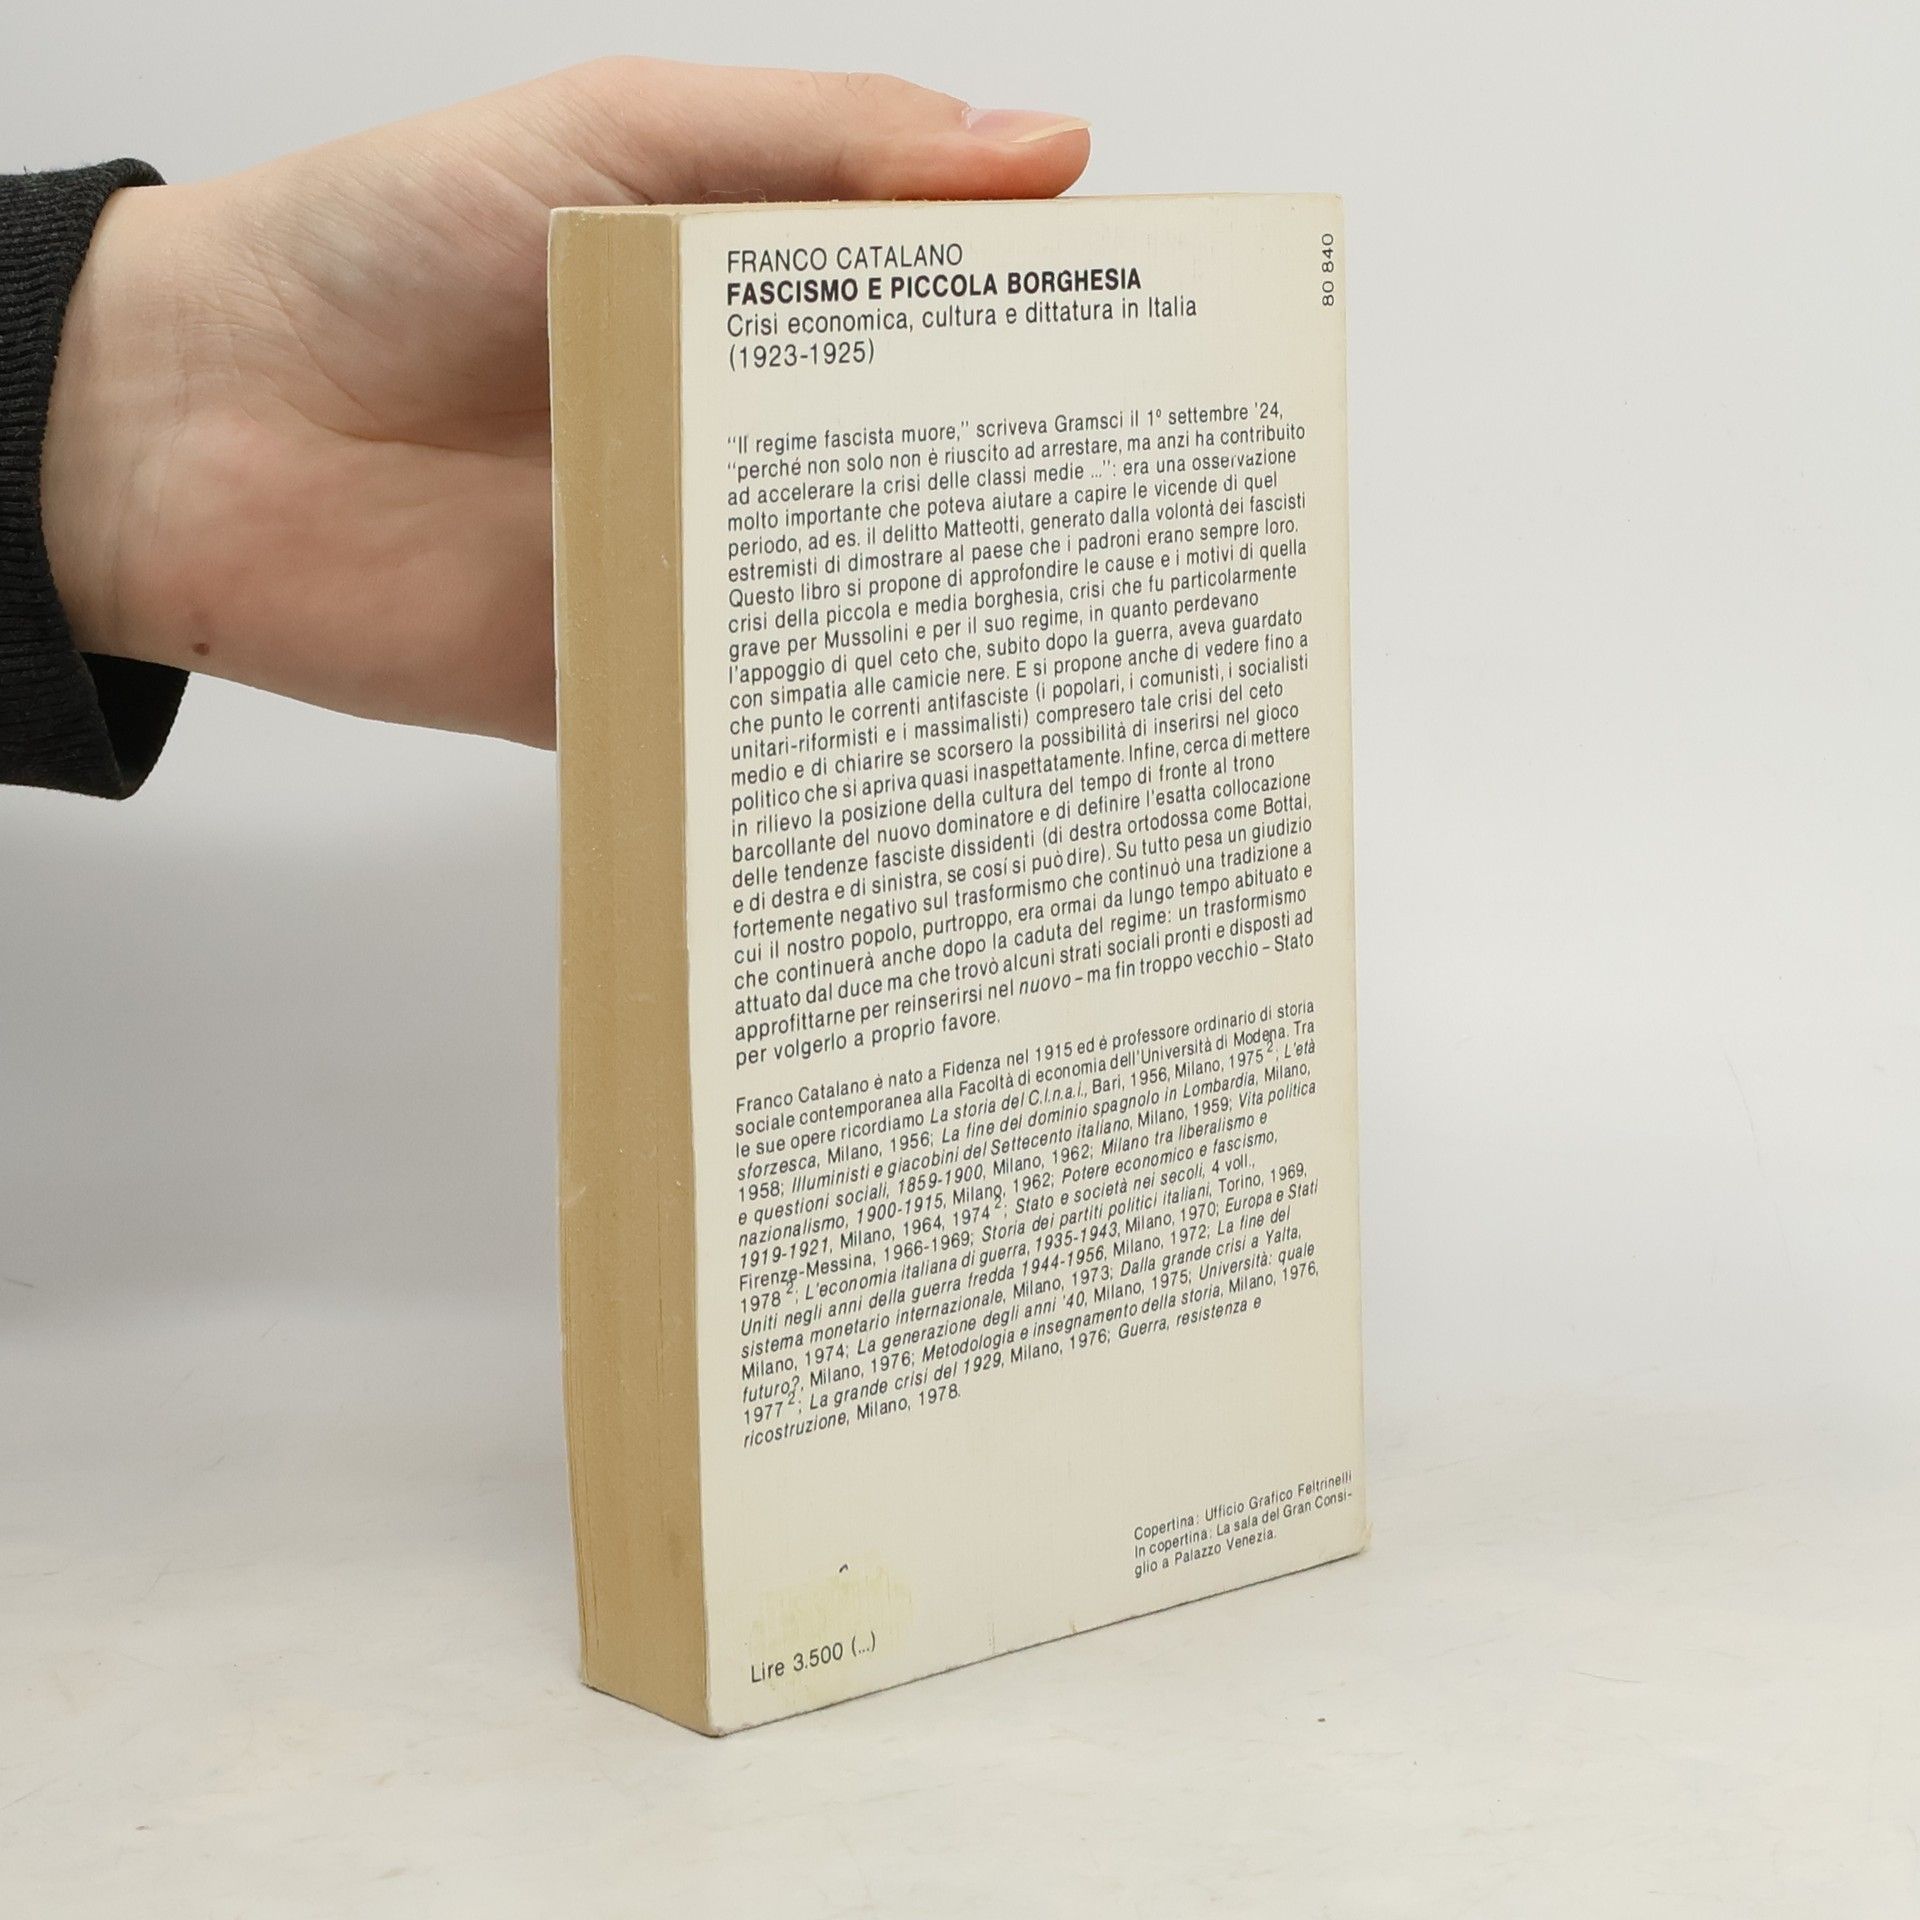 FRANCO CATALANO
FASCISMO E PICCOLA BORGHESIA
Crisi economica, cultura e dittatura in Italia
(1923-1925)
80 840
“Il regime fascista muore,” scriveva Gramsci il 1º settembre '24,
“perché non solo non è riuscito ad arrestare, ma anzi ha contribuito
ad accelerare la crisi delle classi medie ...”: era una osservazione
molto importante che poteva aiutare a capire le vicende di quel
periodo, ad es. il delitto Matteotti, generato dalla volontà dei fascisti
estremisti di dimostrare al paese che i padroni erano sempre loro.
Questo libro si propone di approfondire le cause e i motivi di quella
crisi della piccola e media borghesia, crisi che fu particolarmente
grave per Mussolini e per il suo regime, in quanto perdevano
l'appoggio di quel ceto che, subito dopo la guerra, aveva guardato
con simpatia alle camicie nere. E si propone anche di vedere fino a
che punto le correnti antifasciste (i popolari, i comunisti, i socialisti
unitari-riformisti e i massimalisti) compresero tale crisi del ceto
medio e di chiarire se scorsero la possibilità di inserirsi nel gioco
politico che si apriva quasi inaspettatamente. Infine, cerca di mettere
in rilievo la posizione della cultura del tempo di fronte al trono
barcollante del nuovo dominatore e di definire l'esatta collocazione
delle tendenze fasciste dissidenti (di destra ortodossa come Bottai,
e di destra e di sinistra, se cosí si può dire). Su tutto pesa un giudizio
fortemente negativo sul trasformismo che continuò una tradizione a
cui il nostro popolo, purtroppo, era ormai da lungo tempo abituato e
che continuerà anche dopo la caduta del regime: un trasformismo
attuato dal duce ma che trovò alcuni strati sociali pronti e disposti ad
approfittarne per reinserirsi nel nuovo – ma fin troppo vecchio – Stato
per volgerlo a proprio favore.
Franco Catalano è nato a Fidenza nel 1915 ed è professore ordinario di storia
sociale contemporanea alla Facoltà di economia dell'Università di Modena. Tra
le sue opere ricordiamo La storia del C.l.n.a.i., Bari, 1956, Milano, 1975²; L'età
sforzesca, Milano, 1956; La fine del dominio spagnolo in Lombardia, Milano,
1958; Illuministi e giacobini del Settecento italiano, Milano, 1959; Vita politica
e questioni sociali, 1859-1900, Milano, 1962; Milano tra liberalismo e
nazionalismo, 1900-1915, Milano, 1962; Potere economico e fascismo,
1919-1921, Milano, 1964, 1974²; Stato e società nei secoli, 4 voll.,
Firenze-Messina, 1966-1969; Storia dei partiti politici italiani, Torino, 1969,
1978²; L'economia italiana di guerra, 1935-1943, Milano, 1970; Europa e Stati
Uniti negli anni della guerra fredda 1944-1956, Milano, 1972; La fine del
sistema monetario internazionale, Milano, 1973; Dalla grande crisi a Yalta,
Milano, 1974; La generazione degli anni '40, Milano, 1975; Università: quale
futuro?, Milano, 1976; Metodologia e insegnamento della storia, Milano, 1976,
1977²; La grande crisi del 1929, Milano, 1976; Guerra, resistenza e
ricostruzione, Milano, 1978.
Copertina: Ufficio Grafico Feltrinelli
In copertina: La sala del Gran Consi-
glio a Palazzo Venezia.
Lire 3.500 (...)